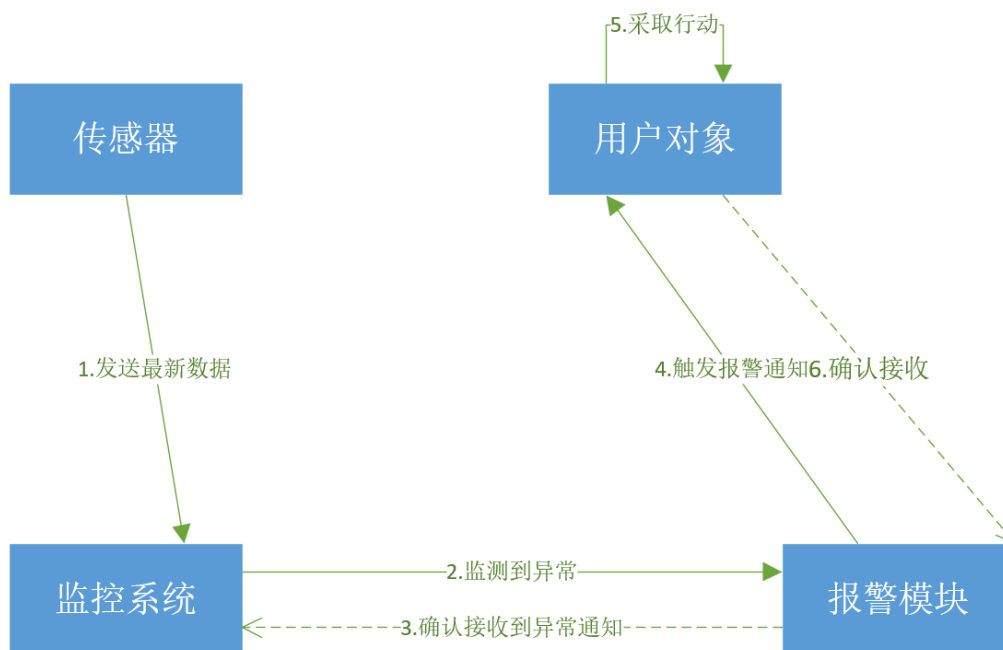 5.采取行动
传感器
用户对象
1.发送最新数据
4.触发报警通知
6.确认接收
2.监测到异常
监控系统
报警模块
3.确认接收到异常通知